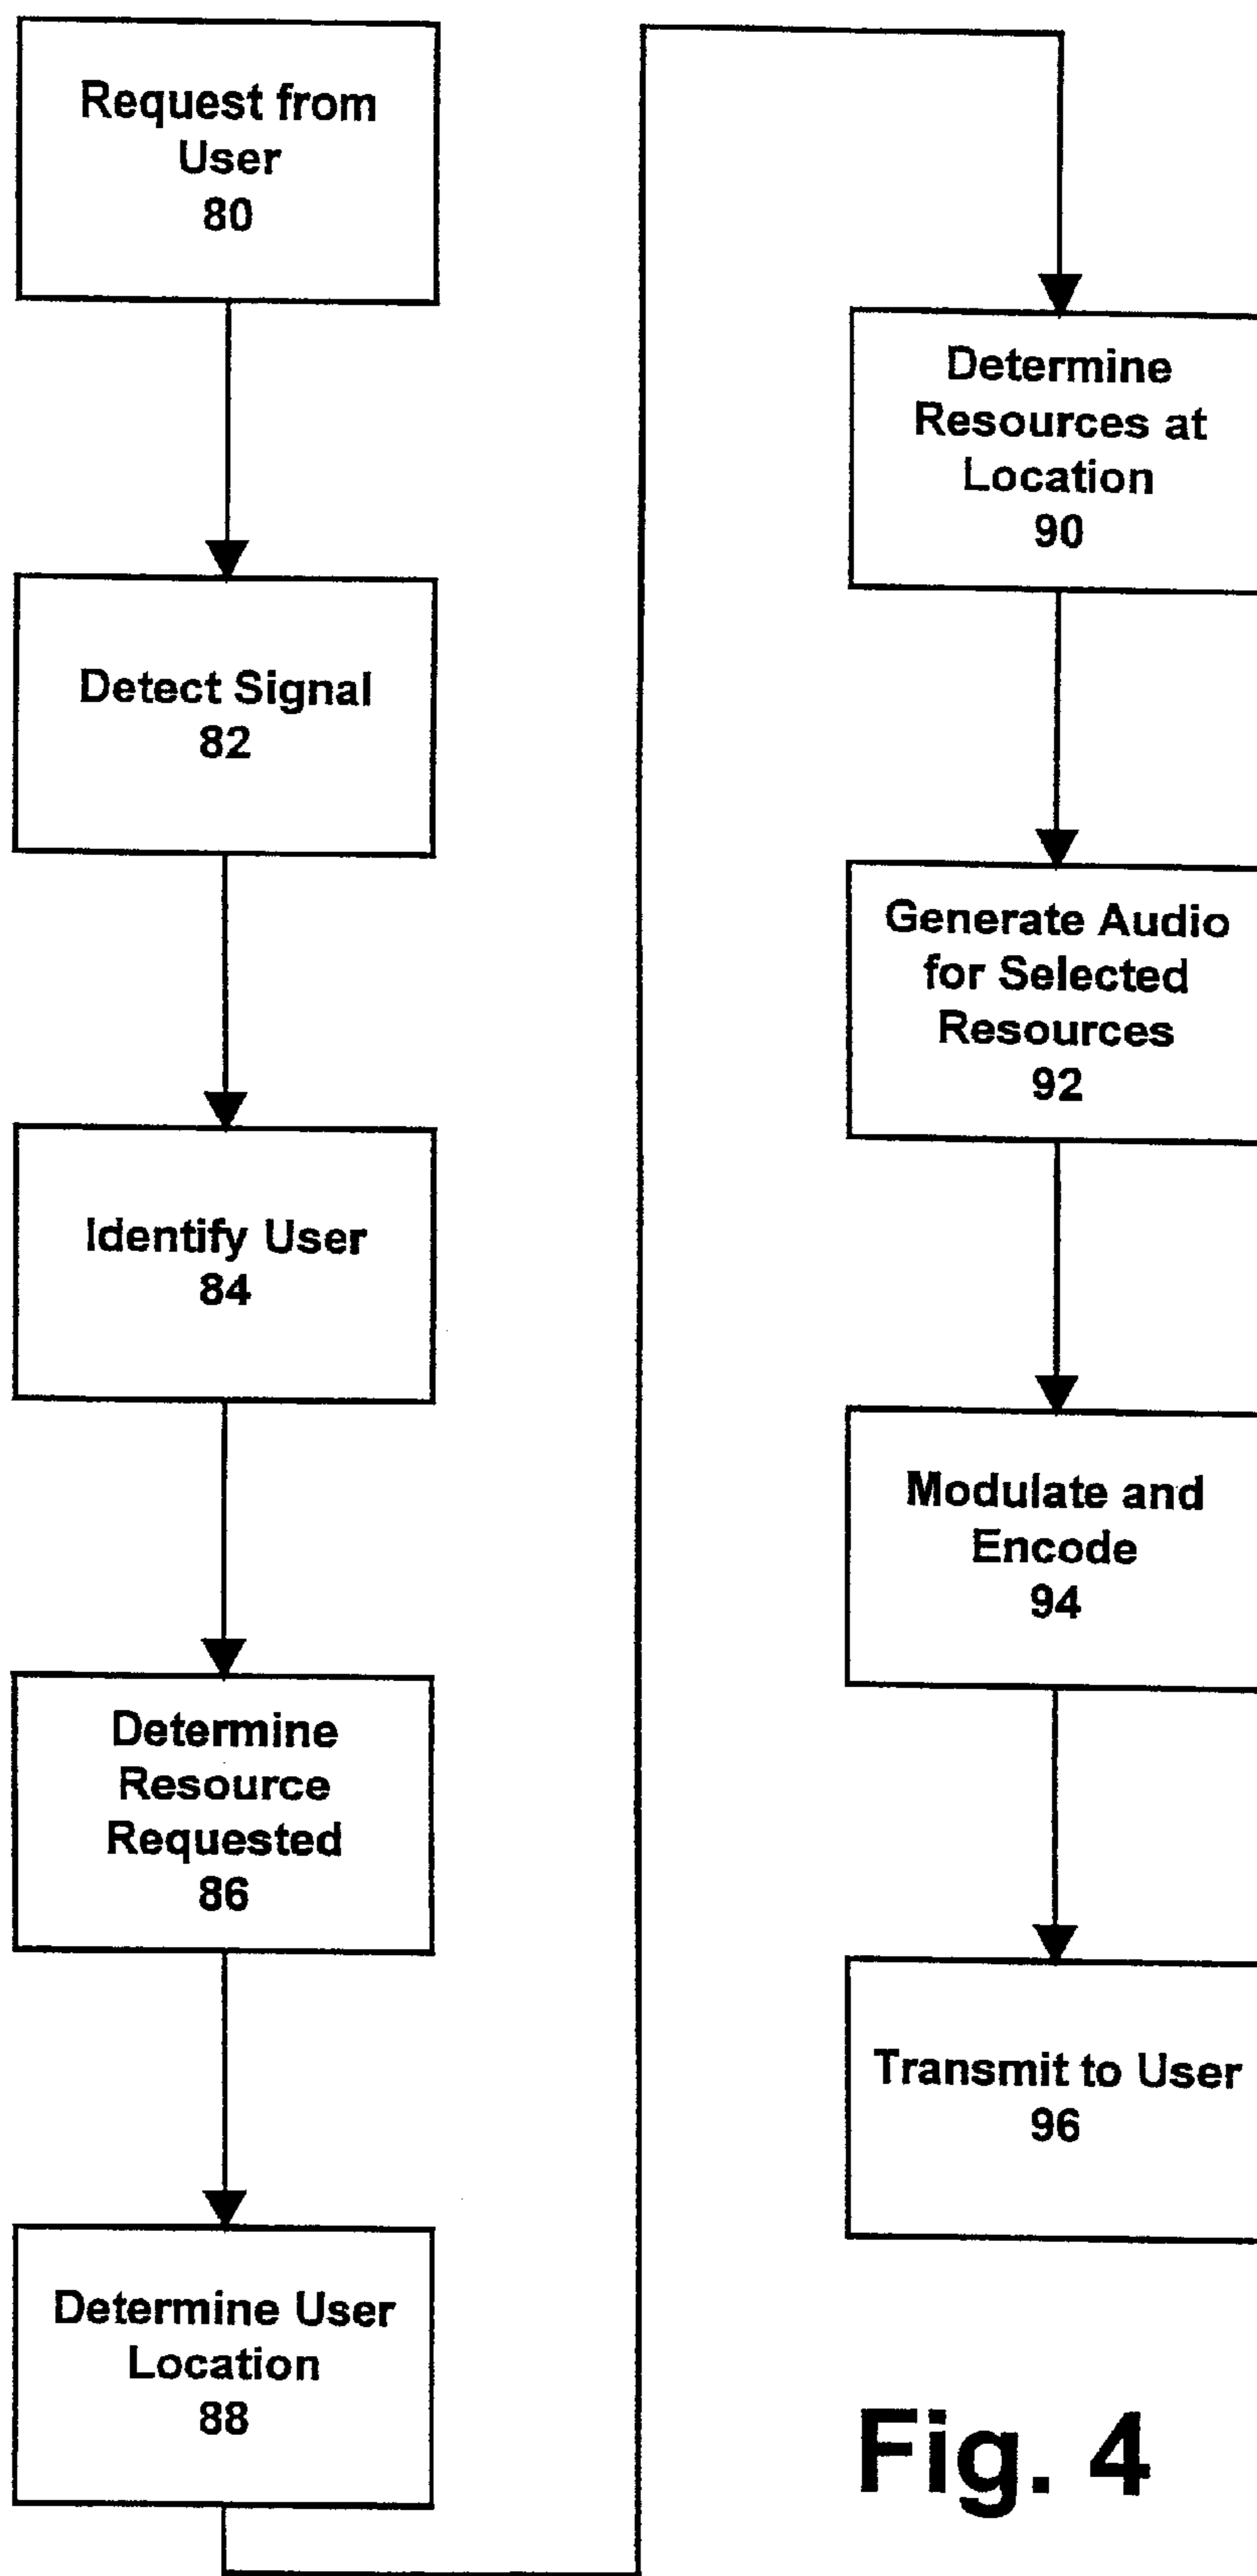 Request from
User
80
Detect Signal
82
Identify User
84
Determine
Resource
Requested
86
Determine User
Location
88
Determine
Resources at
Location
90
Generate Audio
for Selected
Resources
92
Modulate and
Encode
94
Transmit to User
96
Fig. 4